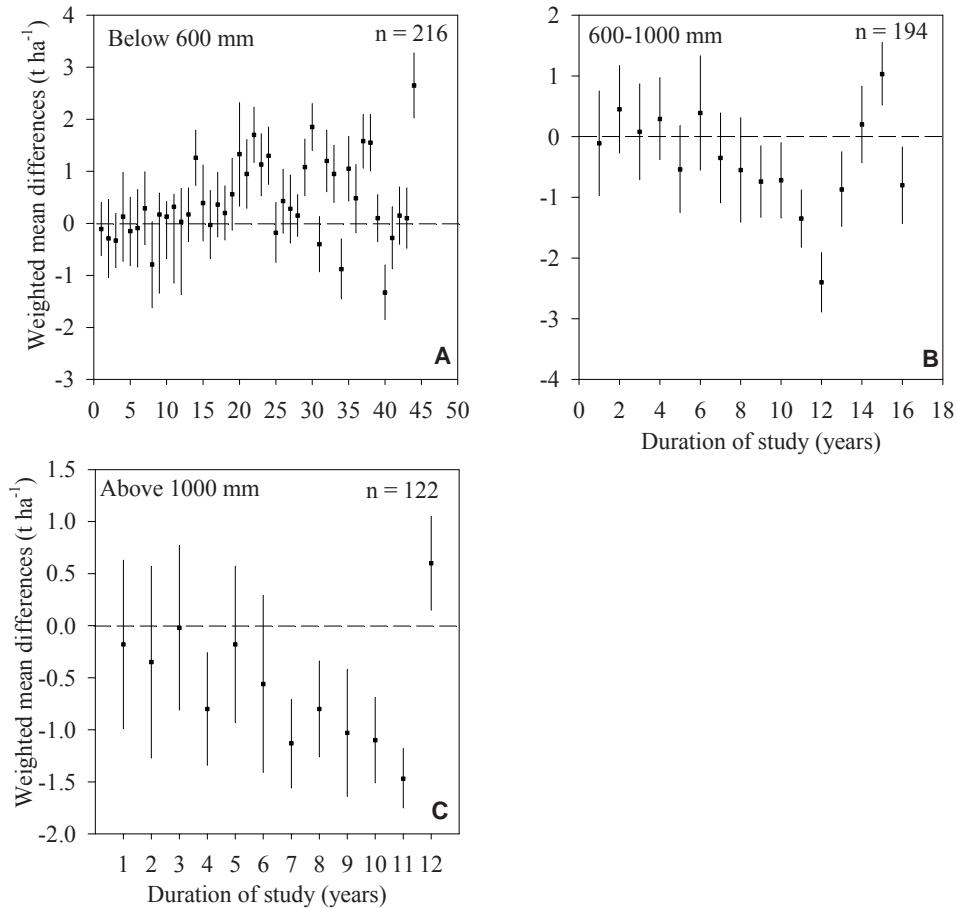 Below 600 mm
n = 216
Weighted mean differences (t ha-1)
4
3
2
1
0
-1
-2
-3
A
0 5 10 15 20 25 30 35 40 45 50
600-1000 mm
n = 194
2
1
0
-1
-2
-3
-4
B
0 2 4 6 8 10 12 14 16 18
Duration of study (years)
Above 1000 mm
n = 122
Weighted mean differences (t ha-1)
1.5
1.0
0.5
0.0
-0.5
-1.0
-1.5
-2.0
C
1 2 3 4 5 6 7 8 9 10 11 12
Duration of study (years)